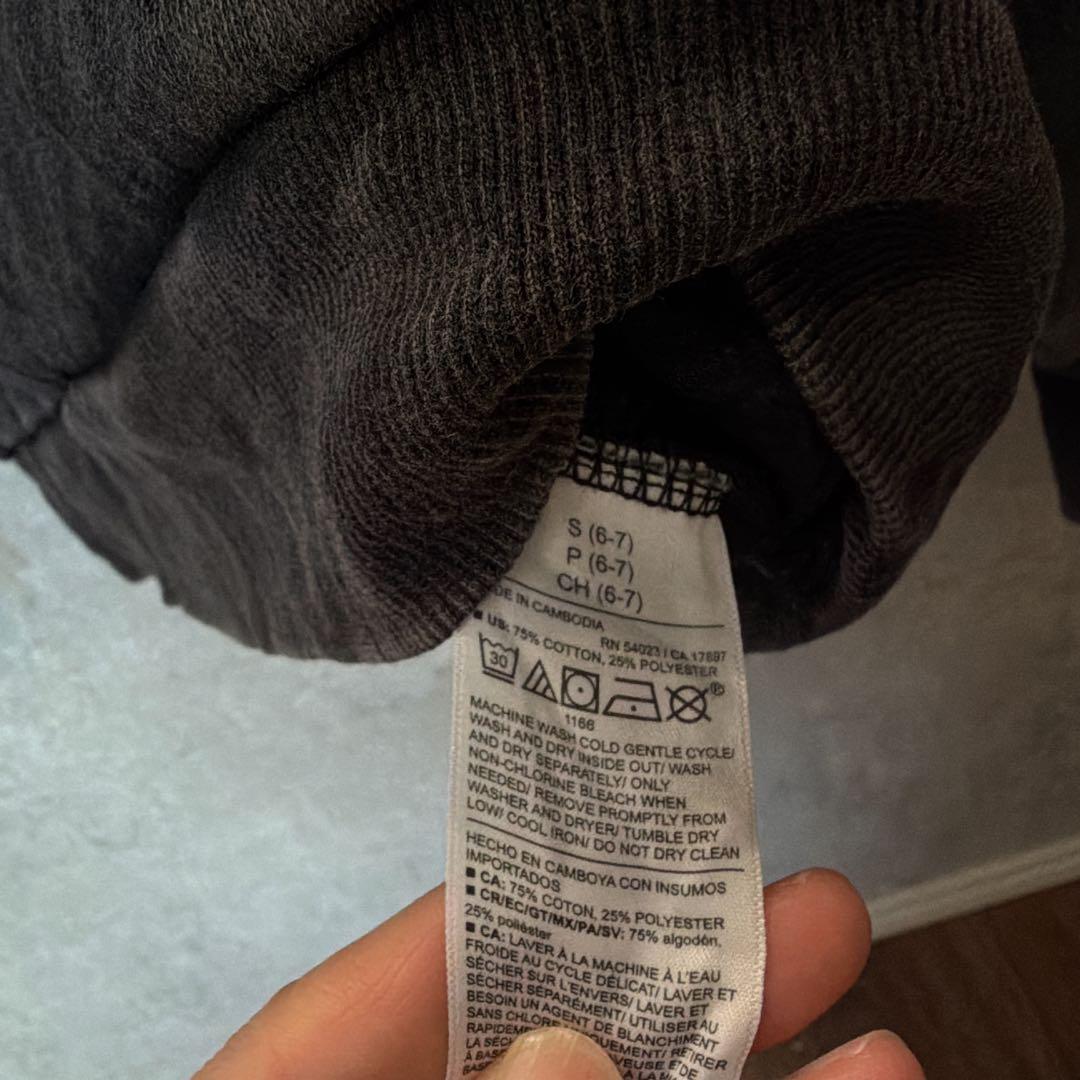 S (6-7)
P (6-7)
CH (6-7)
DE IN CAMBODIA
RN 54023 / CA 17897
■ US: 75% COTTON, 25% POLYESTER
30
®
1166
MACHINE WASH COLD GENTLE CYCLE/
WASH AND DRY INSIDE OUT/ WASH
AND DRY SEPARATELY/ ONLY
NON-CHLORINE BLEACH WHEN
NEEDED/ REMOVE PROMPTLY FROM
WASHER AND DRYER/ TUMBLE DRY
LOW/ COOL IRON/ DO NOT DRY CLEAN
HECHO EN CAMBOYA CON INSUMOS
IMPORTADOS
■ CA: 75% COTON, 25% POLYESTER
■ CR/EC/GT/MX/PA/SV: 75% algodón,
25% poliéster
■ CA: LAVER À LA MACHINE À L'EAU
FROIDE AU CYCLE DÉLICAT/ LAVER ET
SÉCHER SUR L'ENVERS/ LAVER ET
SÉCHER SÉPARÉMENT/ UTILISER AU
BESOIN UN AGENT DE BLANCHIMENT
SANS CHLORE UNIQUEMENT/ RETIRER